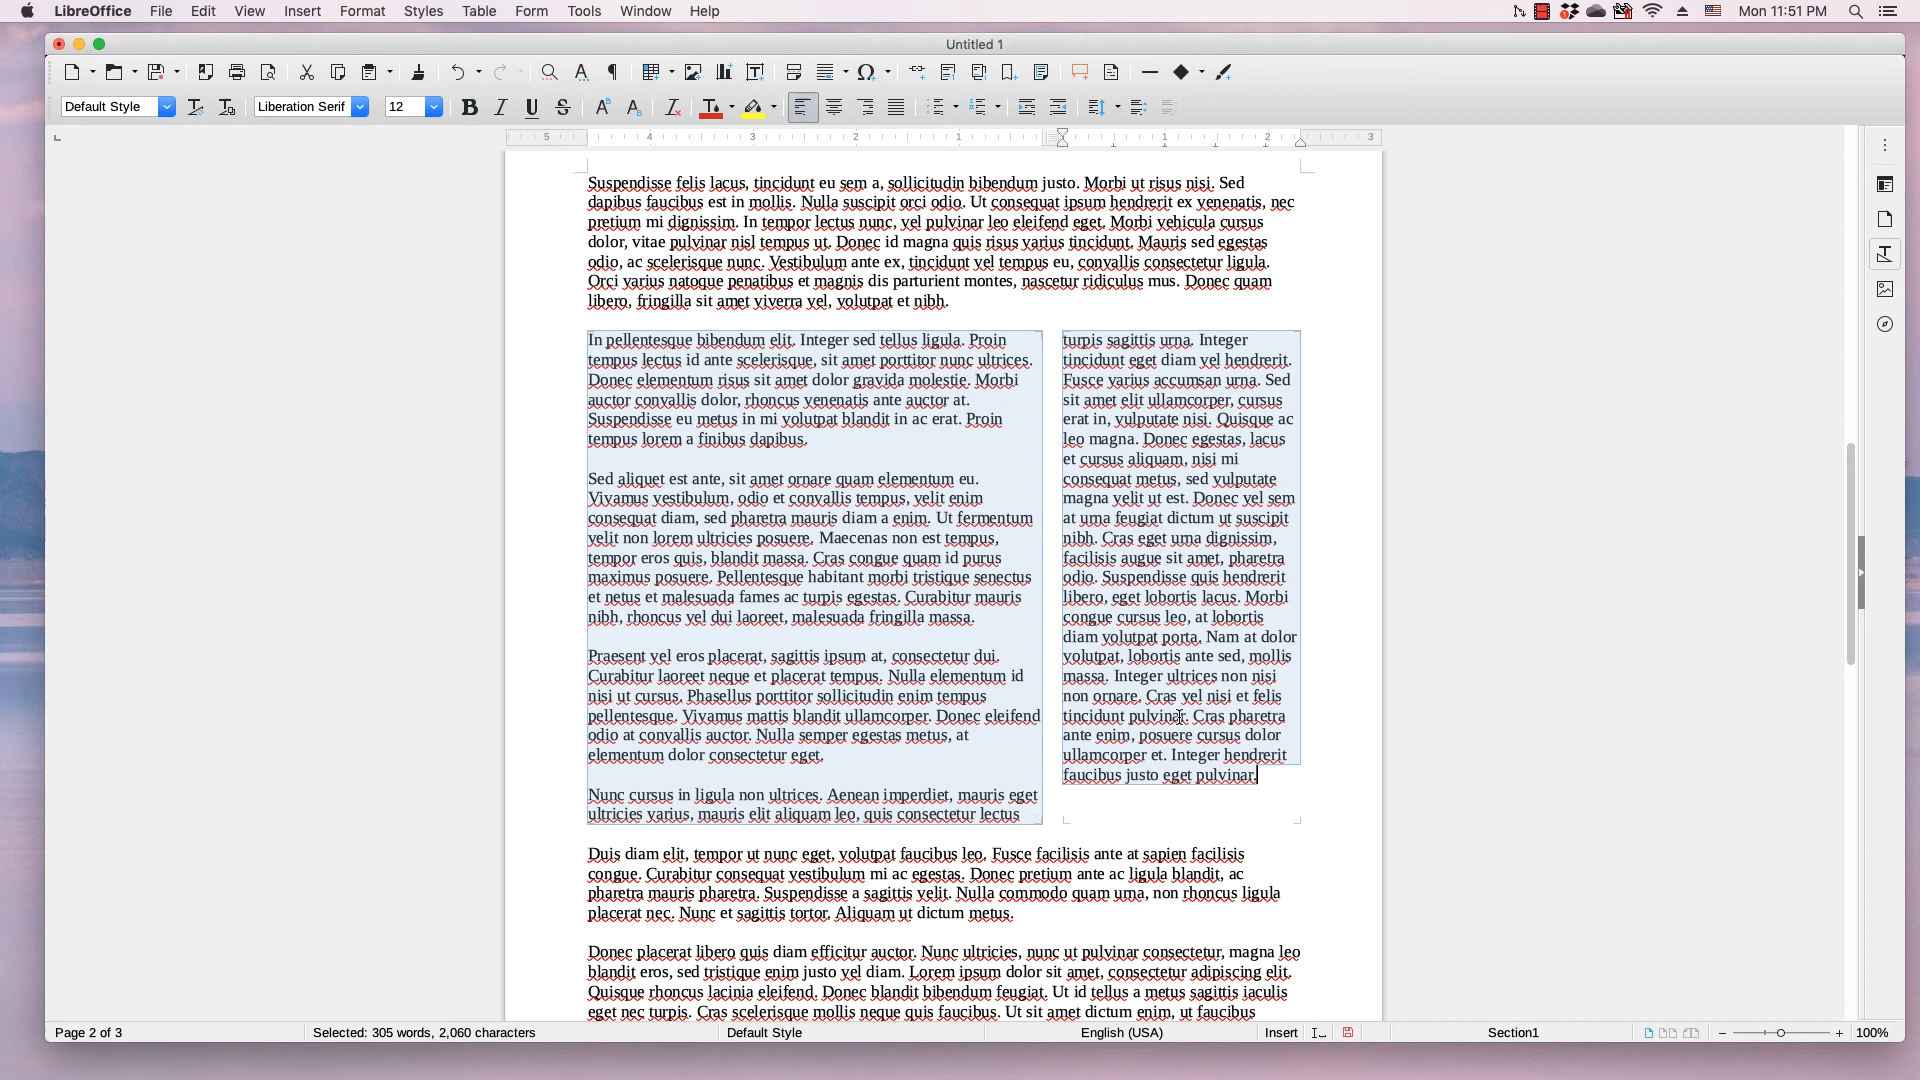 LibreOffice File Edit View Insert Format Styles Table Form Tools Window Help Mon 11:51 PM
Untitled 1
Default Style Liberation Serif 12
5 4 3 2 1 1 2 3
Suspendisse felis lacus, tincidunt eu sem a, sollicitudin bibendum justo. Morbi ut risus nisi. Sed
dapibus faucibus est in mollis. Nulla suscipit orci odio. Ut consequat ipsum hendrerit ex venenatis, nec
pretium mi dignissim. In tempor lectus nunc, vel pulvinar leo eleifend eget. Morbi vehicula cursus
dolor, vitae pulvinar nisl tempus ut. Donec id magna quis risus varius tincidunt. Mauris sed egestas
odio, ac scelerisque nunc. Vestibulum ante ex, tincidunt vel tempus eu, convallis consectetur ligula.
Orci varius natoque penatibus et magnis dis parturient montes, nascetur ridiculus mus. Donec quam
libero, fringilla sit amet viverra vel, volutpat et nibh.
In pellentesque bibendum elit. Integer sed tellus ligula. Proin
tempus lectus id ante scelerisque, sit amet porttitor nunc ultrices.
Donec elementum risus sit amet dolor gravida molestie. Morbi
auctor convallis dolor, rhoncus venenatis ante auctor at.
Suspendisse eu metus in mi volutpat blandit in ac erat. Proin
tempus lorem a finibus dapibus.
Sed aliquet est ante, sit amet ornare quam elementum eu.
Vivamus vestibulum, odio et convallis tempus, velit enim
consequat diam, sed pharetra mauris diam a enim. Ut fermentum
velit non lorem ultricies posuere. Maecenas non est tempus,
tempor eros quis, blandit massa. Cras congue quam id purus
maximus posuere. Pellentesque habitant morbi tristique senectus
et netus et malesuada fames ac turpis egestas. Curabitur mauris
nibh, rhoncus vel dui laoreet, malesuada fringilla massa.
Praesent vel eros placerat, sagittis ipsum at, consectetur dui.
Curabitur laoreet neque et placerat tempus. Nulla elementum id
nisi ut cursus. Phasellus porttitor sollicitudin enim tempus
pellentesque. Vivamus mattis blandit ullamcorper. Donec eleifend
odio at convallis auctor. Nulla semper egestas metus, at
elementum dolor consectetur eget.
Nunc cursus in ligula non ultrices. Aenean imperdiet, mauris eget
ultricies varius, mauris elit aliquam leo, quis consectetur lectus
turpis sagittis urna. Integer
tincidunt eget diam vel hendrerit.
Fusce varius accumsan urna. Sed
sit amet elit ullamcorper, cursus
erat in, vulputate nisi. Quisque ac
leo magna. Donec egestas, lacus
et cursus aliquam, nisi mi
consequat metus, sed vulputate
magna velit ut est. Donec vel sem
at urna feugiat dictum ut suscipit
nibh. Cras eget urna dignissim,
facilisis augue sit amet, pharetra
odio. Suspendisse quis hendrerit
libero, eget lobortis lacus. Morbi
congue cursus leo, at lobortis
diam volutpat porta. Nam at dolor
volutpat, lobortis ante sed, mollis
massa. Integer ultrices non nisi
non ornare. Cras vel nisi et felis
tincidunt pulvinar. Cras pharetra
ante enim, posuere cursus dolor
ullamcorper et. Integer hendrerit
faucibus justo eget pulvinar.
Duis diam elit, tempor ut nunc eget, volutpat faucibus leo. Fusce facilisis ante at sapien facilisis
congue. Curabitur consequat vestibulum mi ac egestas. Donec pretium ante ac ligula blandit, ac
pharetra mauris pharetra. Suspendisse a sagittis velit. Nulla commodo quam urna, non rhoncus ligula
placerat nec. Nunc et sagittis tortor. Aliquam ut dictum metus.
Donec placerat libero quis diam efficitur auctor. Nunc ultricies, nunc ut pulvinar consectetur, magna leo
blandit eros, sed tristique enim justo vel diam. Lorem ipsum dolor sit amet, consectetur adipiscing elit.
Quisque rhoncus lacinia eleifend. Donec blandit bibendum feugiat. Ut id tellus a metus sagittis iaculis
eget nec turpis. Cras scelerisque mollis neque quis faucibus. Ut sit amet dictum enim, ut faucibus
Page 2 of 3 Selected: 305 words, 2,060 characters Default Style English (USA) Insert Section1 100%